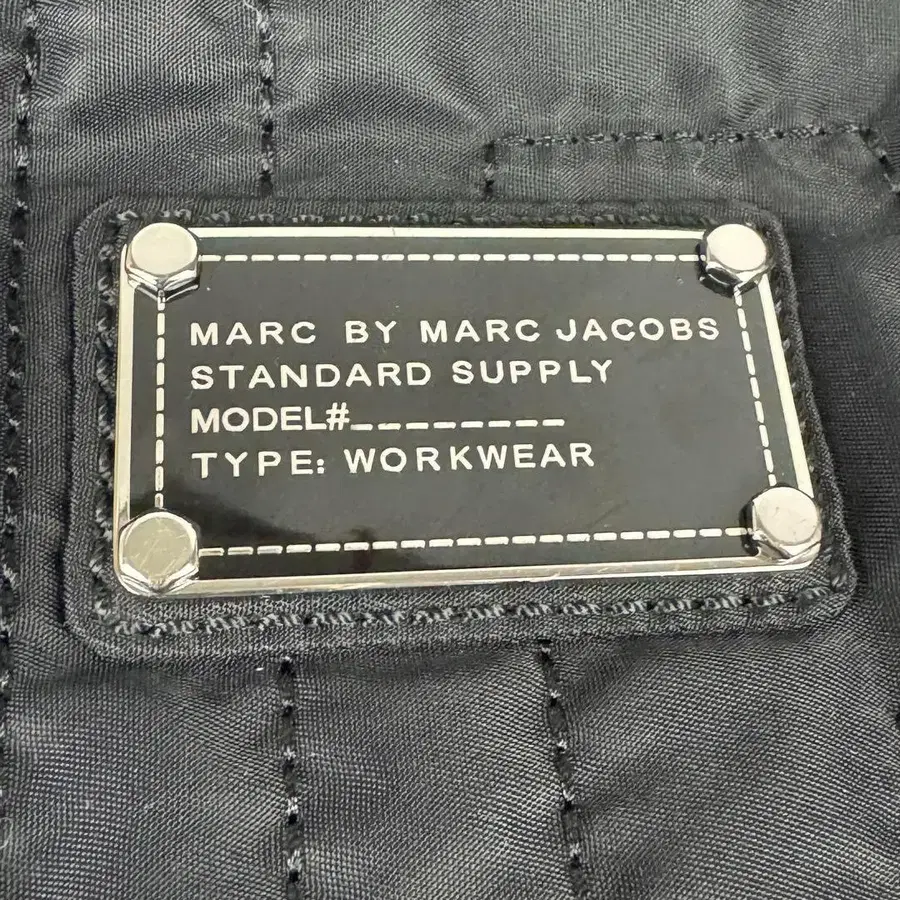 MARC BY MARC JACOBS
STANDARD SUPPLY
MODEL#________
TYPE: WORKWEAR